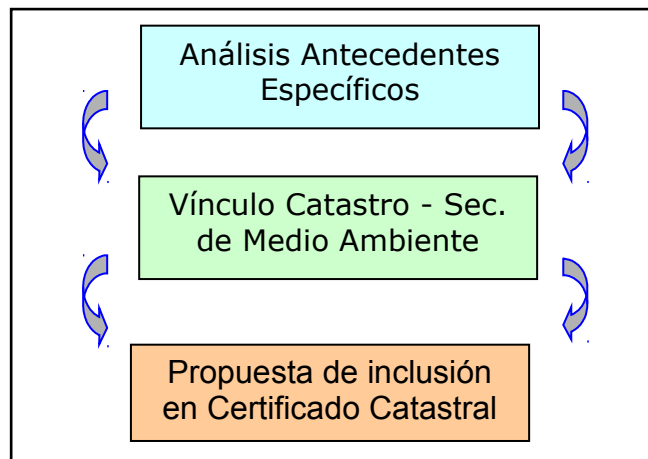 Análisis Antecedentes
Específicos
Vínculo Catastro - Sec.
de Medio Ambiente
Propuesta de inclusión
en Certificado Catastral